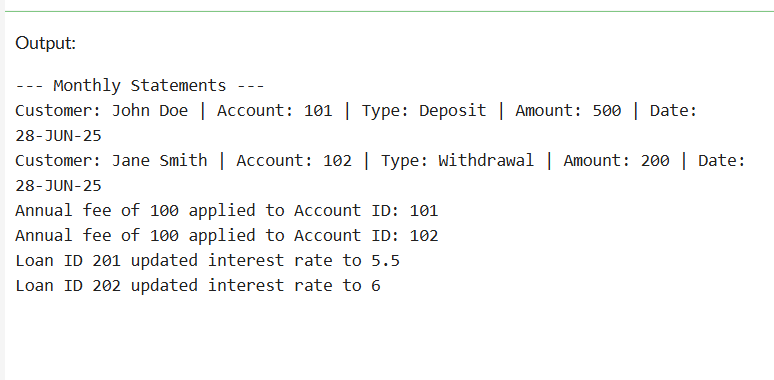 Output:
--- Monthly Statements ---
Customer: John Doe | Account: 101 | Type: Deposit | Amount: 500 | Date:
28-JUN-25
Customer: Jane Smith | Account: 102 | Type: Withdrawal | Amount: 200 | Date:
28-JUN-25
Annual fee of 100 applied to Account ID: 101
Annual fee of 100 applied to Account ID: 102
Loan ID 201 updated interest rate to 5.5
Loan ID 202 updated interest rate to 6